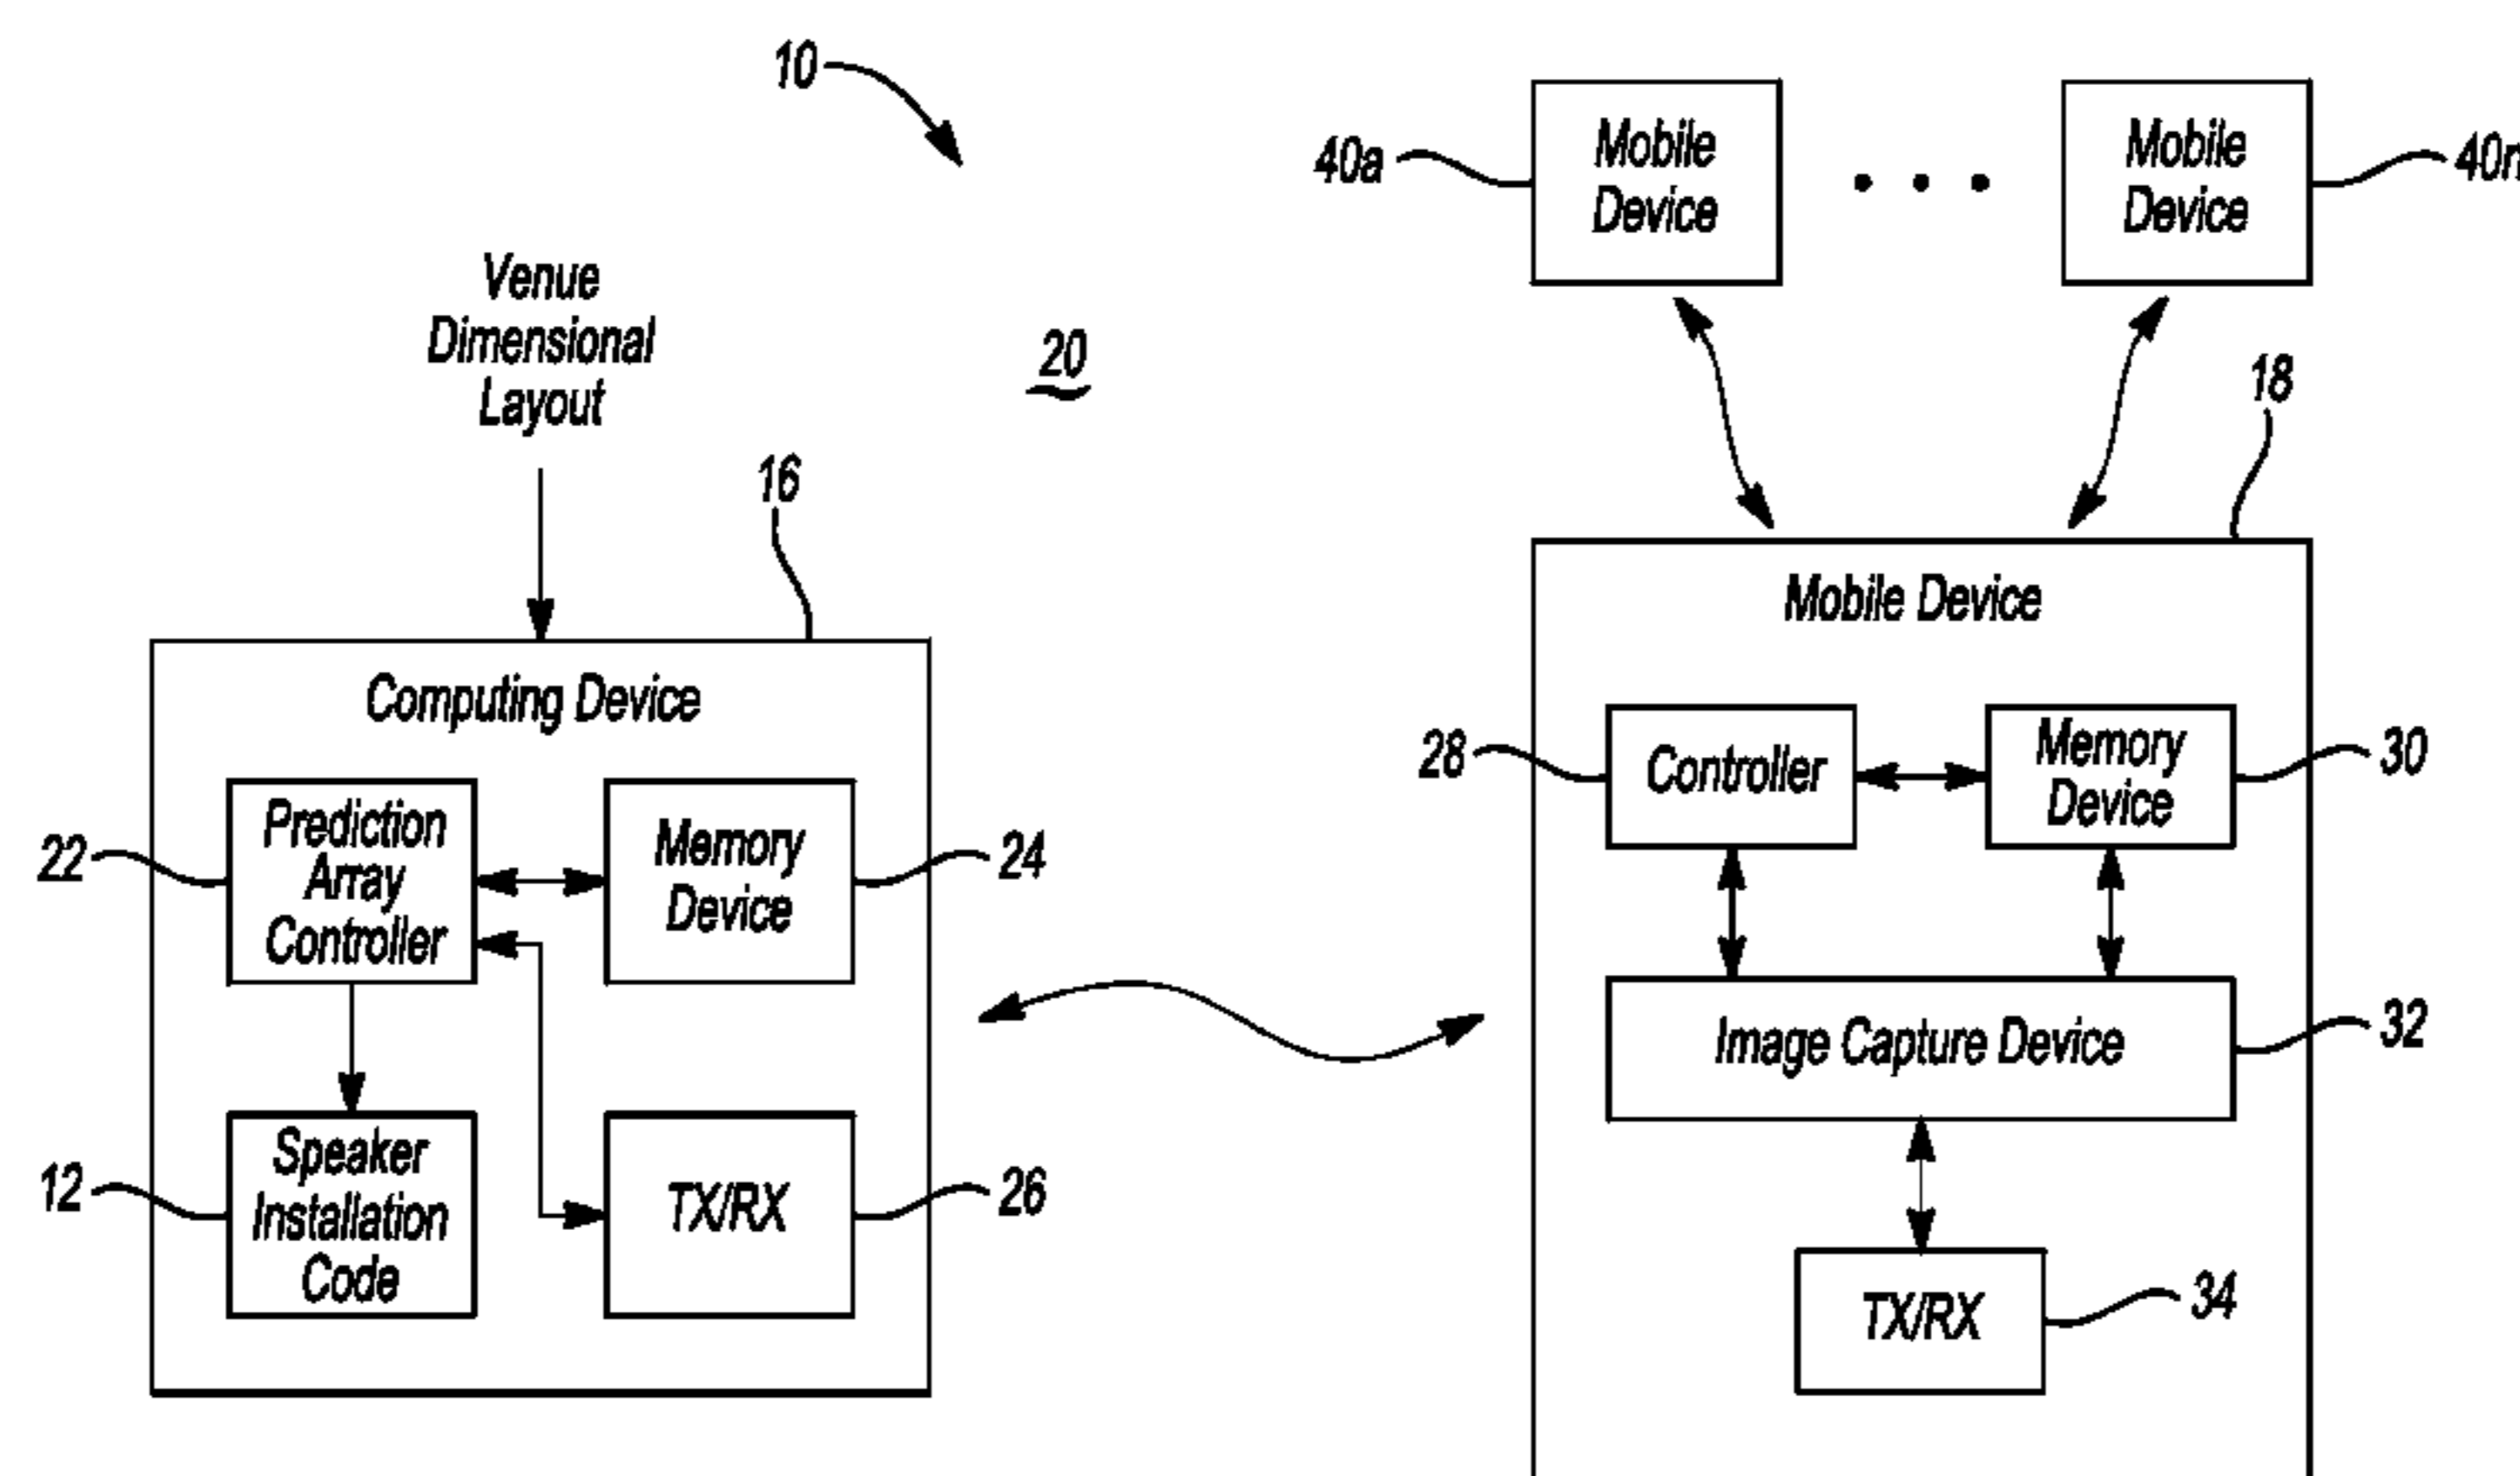 10
40a
Mobile
Device
• • •
Mobile
Device
40n
Venue
Dimensional
Layout
20
16
18
Computing Device
22
Prediction
Array
Controller
Memory
Device
24
12
Speaker
Installation
Code
TX/RX
26
Mobile Device
28
Controller
Memory
Device
30
Image Capture Device
32
TX/RX
34